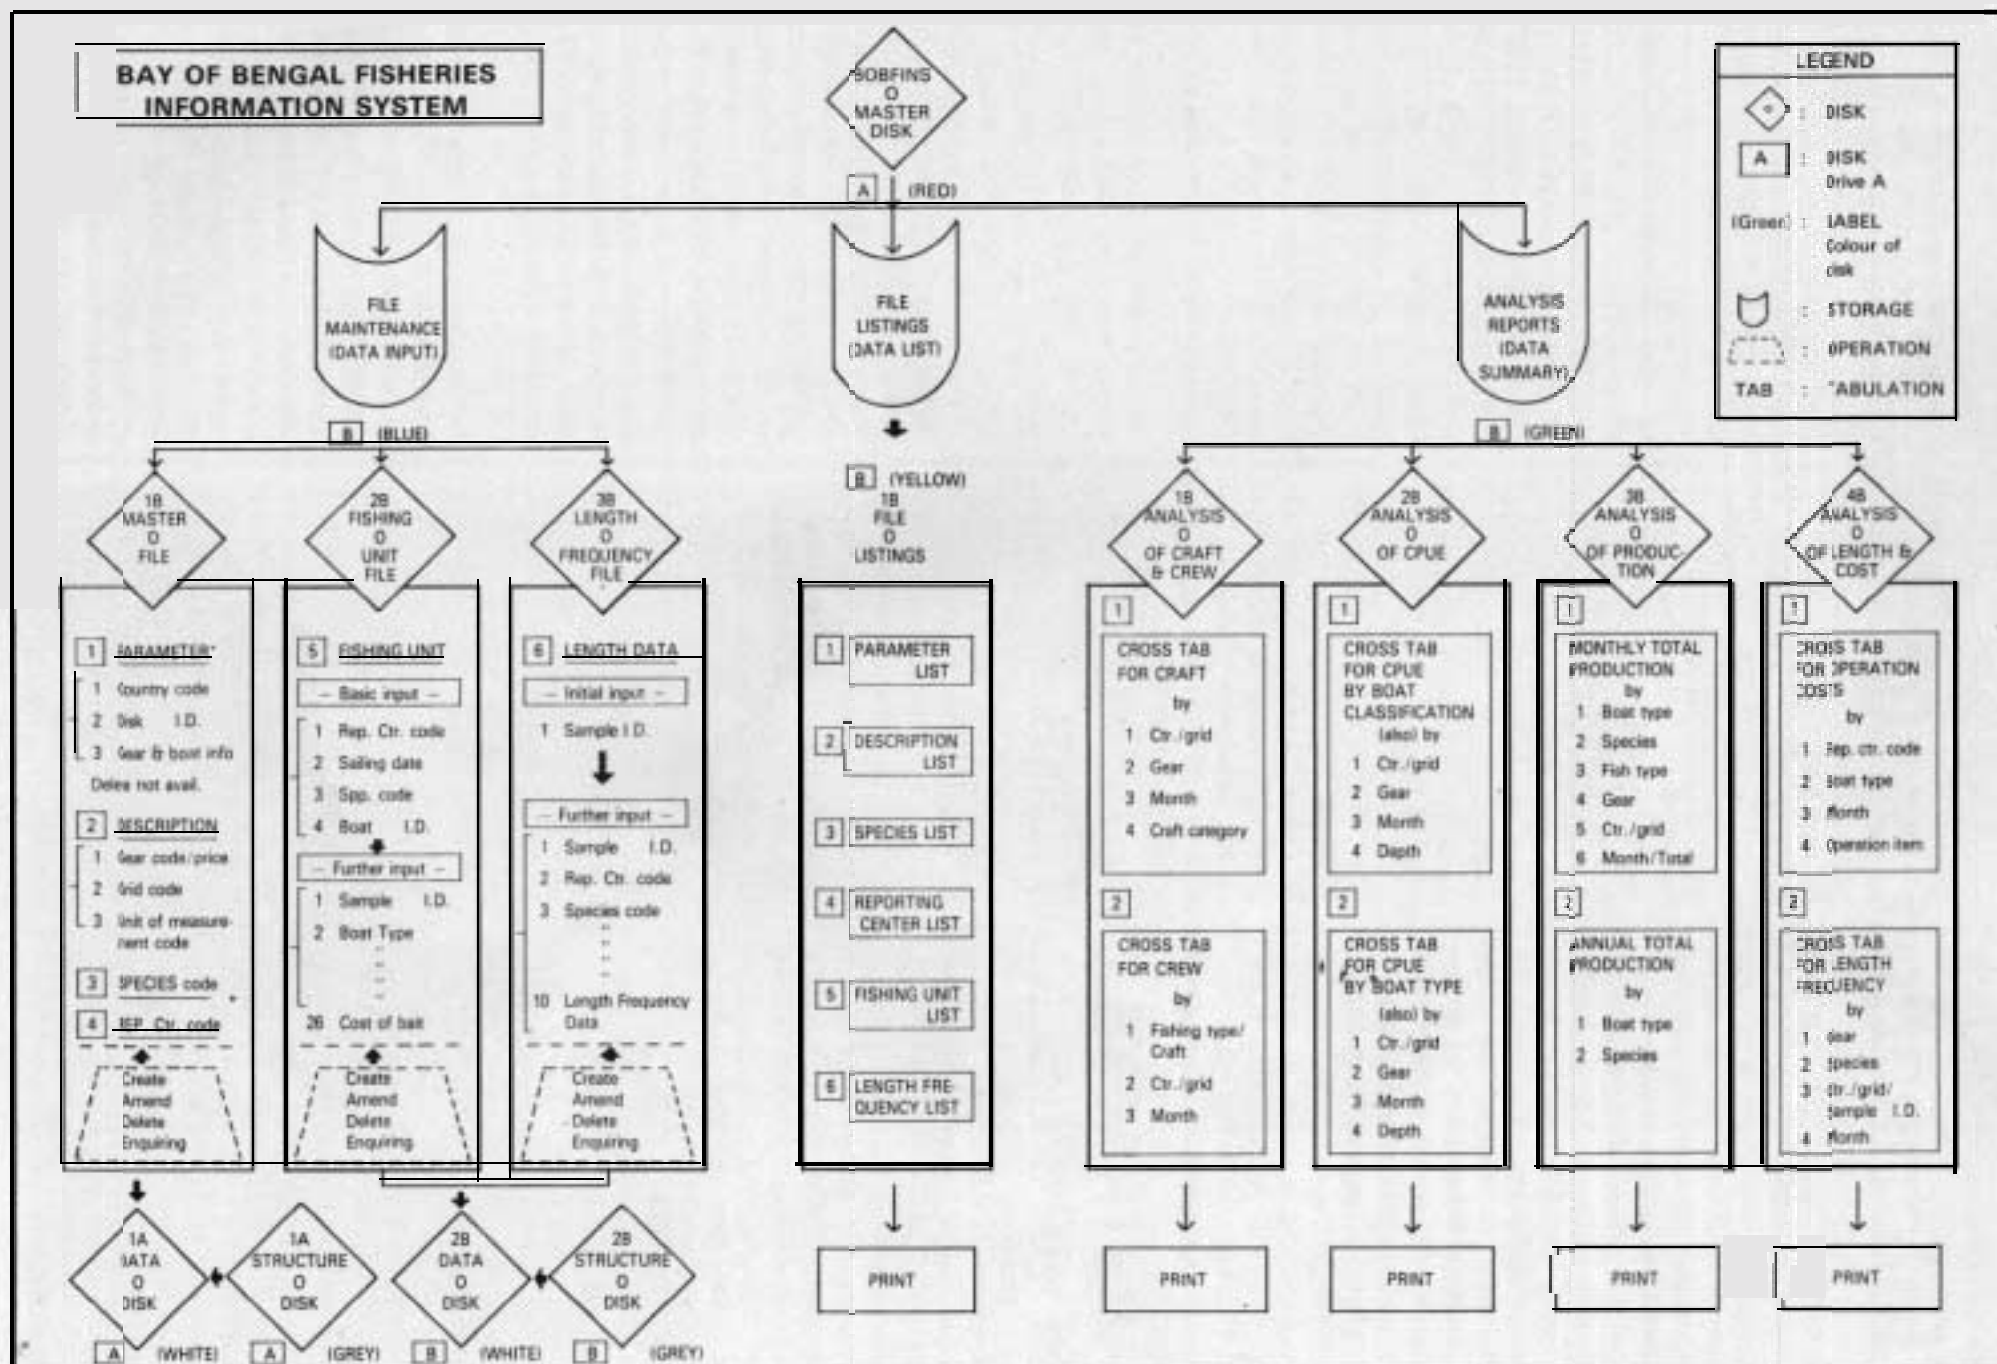 BAY OF BENGAL FISHERIES
INFORMATION SYSTEM
BOBFINS
O
MASTER
DISK
A (RED)
LEGEND
: DISK
A : DISK
Drive A
(Green) : LABEL
Colour of
disk
: STORAGE
: OPERATION
TAB : TABULATION
FILE
MAINTENANCE
(DATA INPUT)
FILE
LISTINGS
(DATA LIST)
ANALYSIS
REPORTS
(DATA
SUMMARY)
B (BLUE)
B (YELLOW)
B (GREEN)
1B
MASTER
O
FILE
2B
FISHING
O
UNIT
FILE
3B
LENGTH
O
FREQUENCY
FILE
1B
FILE
O
LISTINGS
1B
ANALYSIS
O
OF CRAFT
& CREW
2B
ANALYSIS
O
OF CPUE
3B
ANALYSIS
O
OF PRODUC-
TION
4B
ANALYSIS
O
OF LENGTH &
COST
1 PARAMETER
1 Country code
2 Disk I.D.
3 Gear & boat info
Delea not avail.
2 DESCRIPTION
1 Gear code/price
2 Grid code
3 Unit of measure-
ment code
3 SPECIES code
4 REP. Ctr. code
Create
Amend
Delete
Enquiring
5 FISHING UNIT
— Basic input —
1 Rep. Ctr. code
2 Sailing date
3 Spp. code
4 Boat I.D.
— Further input —
1 Sample I.D.
2 Boat Type
26 Cost of bait
Create
Amend
Delete
Enquiring
6 LENGTH DATA
— Initial input —
1 Sample I.D.
— Further input —
1 Sample I.D.
2 Rep. Ctr. code
3 Species code
10 Length Frequency
Data
Create
Amend
Delete
Enquiring
1 PARAMETER
LIST
2 DESCRIPTION
LIST
3 SPECIES LIST
4 REPORTING
CENTER LIST
5 FISHING UNIT
LIST
6 LENGTH FRE-
QUENCY LIST
1
CROSS TAB
FOR CRAFT
by
1 Ctr./grid
2 Gear
3 Month
4 Craft category
2
CROSS TAB
FOR CREW
by
1 Fishing type/
Craft
2 Ctr./grid
3 Month
1
CROSS TAB
FOR CPUE
BY BOAT
CLASSIFICATION
(also) by
1 Ctr./grid
2 Gear
3 Month
4 Depth
2
CROSS TAB
FOR CPUE
BY BOAT TYPE
(also) by
1 Ctr./grid
2 Gear
3 Month
4 Depth
1
MONTHLY TOTAL
PRODUCTION
by
1 Boat type
2 Species
3 Fish type
4 Gear
5 Ctr./grid
6 Month/Total
2
ANNUAL TOTAL
PRODUCTION
by
1 Boat type
2 Species
1
CROSS TAB
FOR OPERATION
COSTS
by
1 Rep. ctr. code
2 Boat type
3 Month
4 Operation item
2
CROSS TAB
FOR LENGTH
FREQUENCY
by
1 Gear
2 Species
3 Ctr./grid/
Sample I.D.
4 Month
1A
DATA
O
DISK
1A
STRUCTURE
O
DISK
2B
DATA
O
DISK
2B
STRUCTURE
O
DISK
PRINT
PRINT
PRINT
PRINT
PRINT
A (WHITE)
A (GREY)
B (WHITE)
B (GREY)